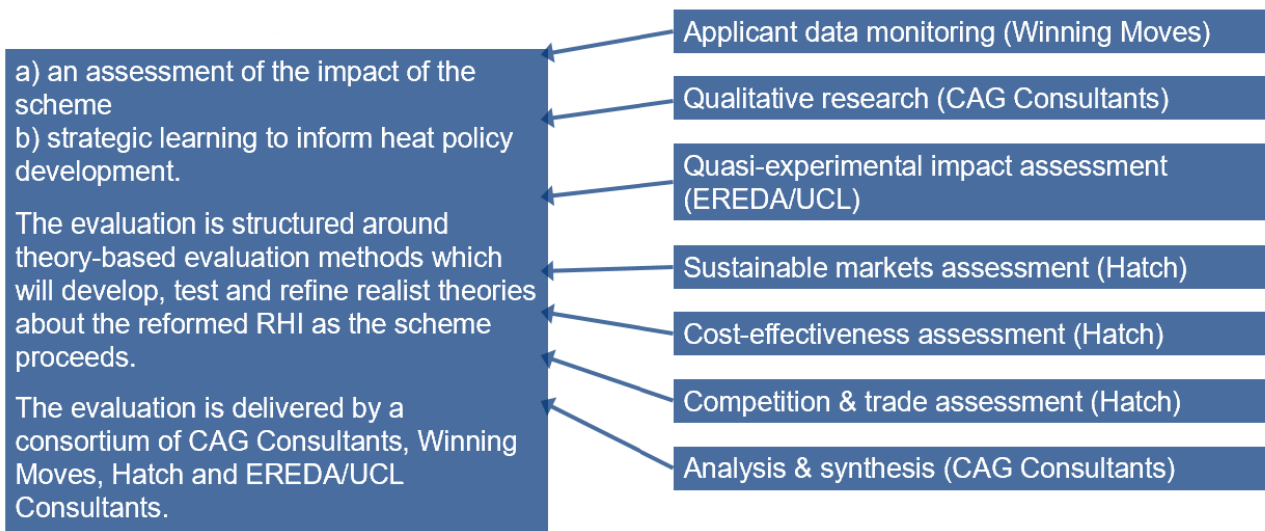 a) an assessment of the impact of the
scheme
b) strategic learning to inform heat policy
development.
The evaluation is structured around
theory-based evaluation methods which
will develop, test and refine realist theories
about the reformed RHI as the scheme
proceeds.
The evaluation is delivered by a
consortium of CAG Consultants, Winning
Moves, Hatch and EREDA/UCL
Consultants.
Applicant data monitoring (Winning Moves)
Qualitative research (CAG Consultants)
Quasi-experimental impact assessment
(EREDA/UCL)
Sustainable markets assessment (Hatch)
Cost-effectiveness assessment (Hatch)
Competition & trade assessment (Hatch)
Analysis & synthesis (CAG Consultants)